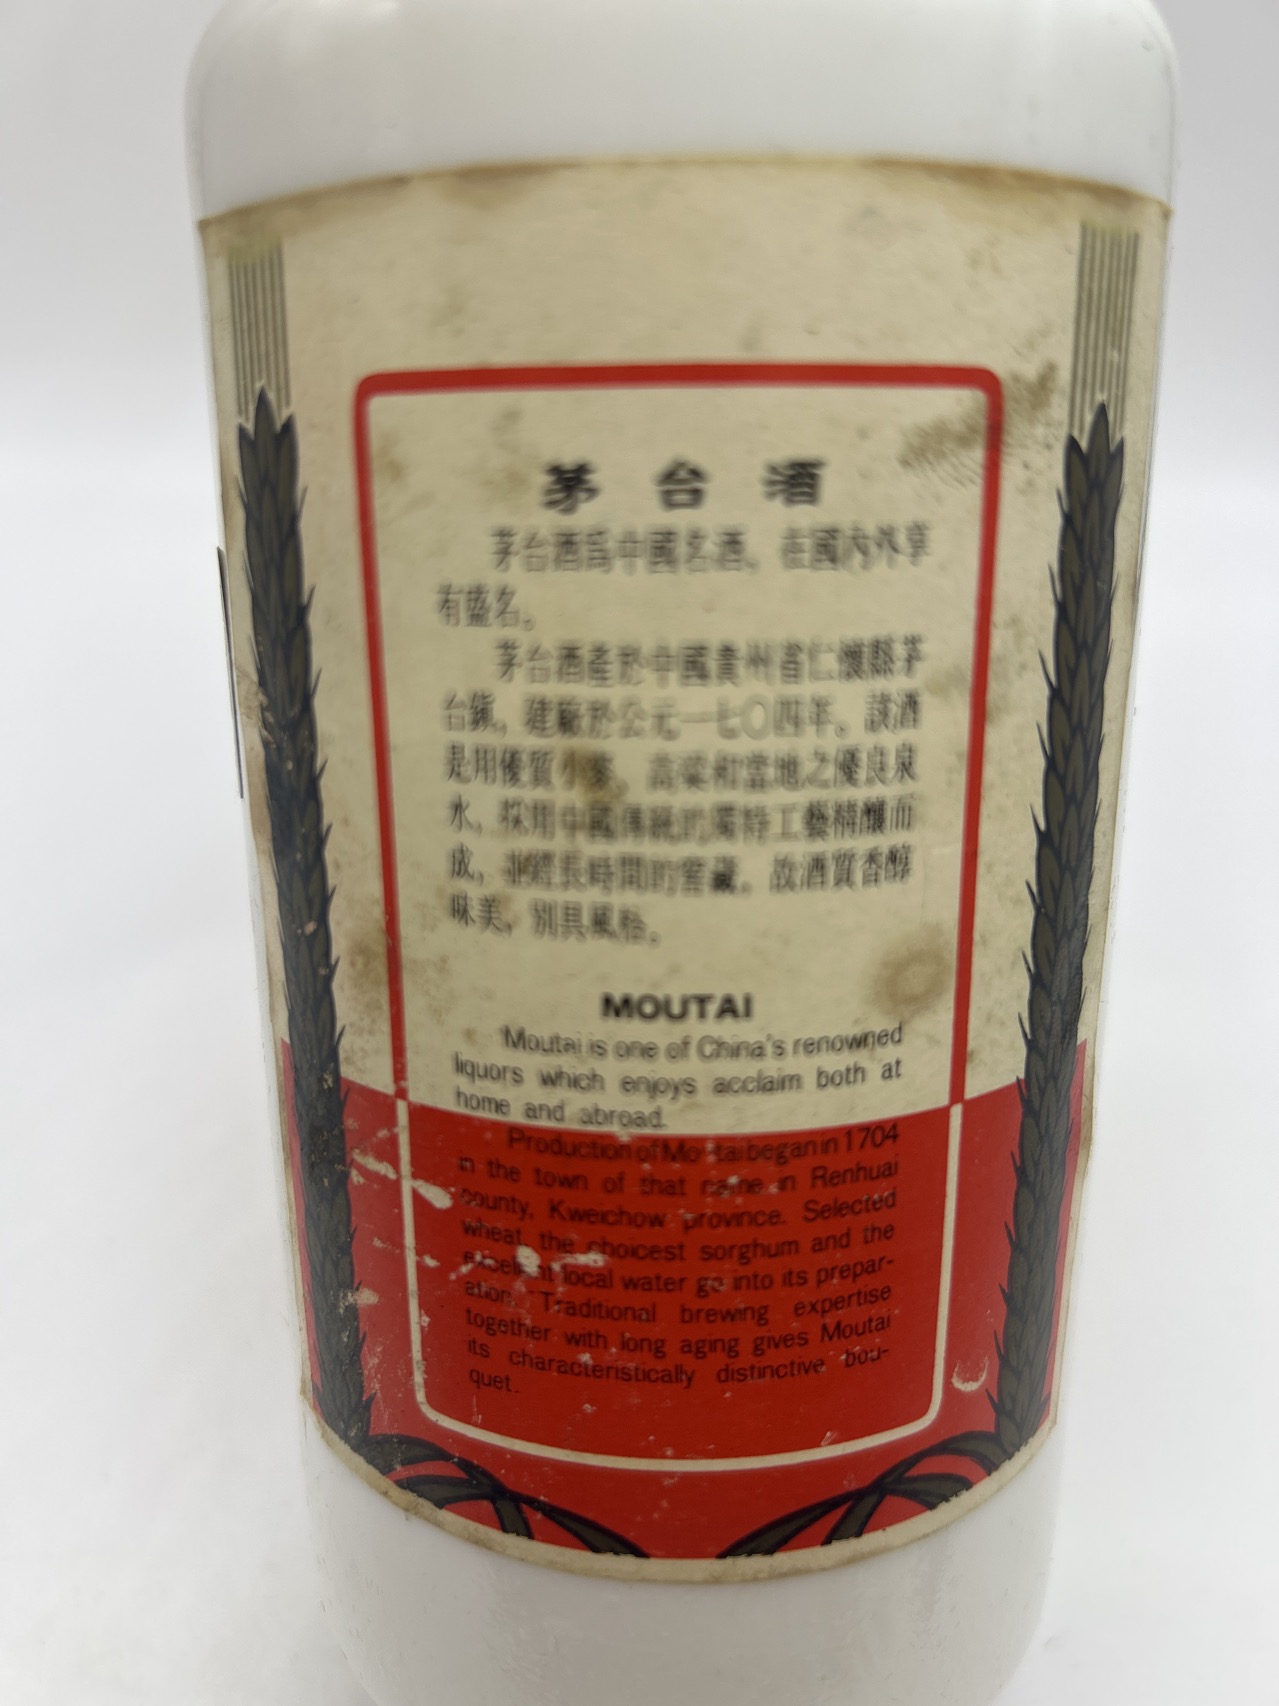 茅台酒
茅台酒爲中國名酒，在國內外享
有盛名。
茅台酒產於中國貴州省仁懷縣茅
台鎮，建廠於公元一七〇四年。該酒
是用優質小麥、高粱和當地之優良泉
水，採用中國傳統的獨特工藝精釀而
成，並經長時間的窖藏。故酒質香醇
味美，別具風格。
MOUTAI
Moutai is one of China's renowned
liquors which enjoys acclaim both at
home and abroad.
Production of Moutai began in 1704
in the town of that name in Renhuai
county, Kweichow province. Selected
wheat, the choicest sorghum and the
excellent local water go into its prepar-
ation. Traditional brewing expertise
together with long aging gives Moutai
its characteristically distinctive bou-
quet.